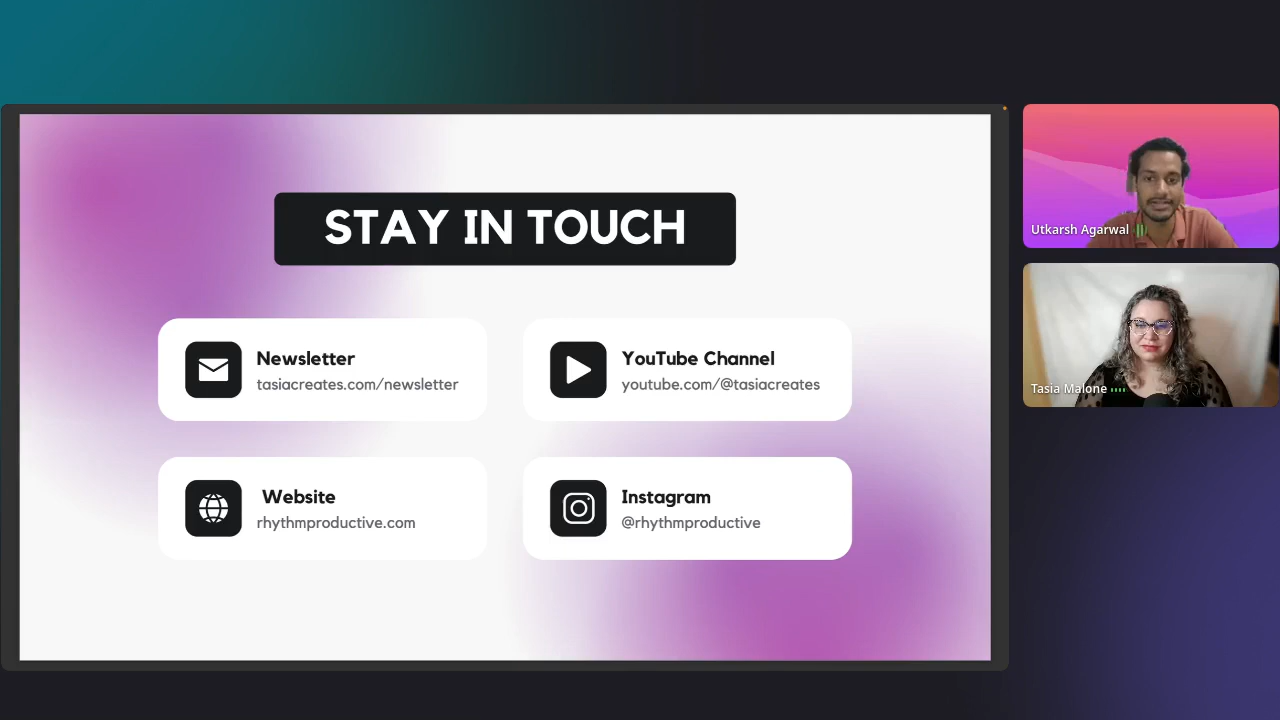 STAY IN TOUCH
Newsletter
tasiacreates.com/newsletter
YouTube Channel
youtube.com/@tasiacreates
Website
rhythmproductive.com
Instagram
@rhythmproductive
Utkarsh Agarwal
Tasia Malone